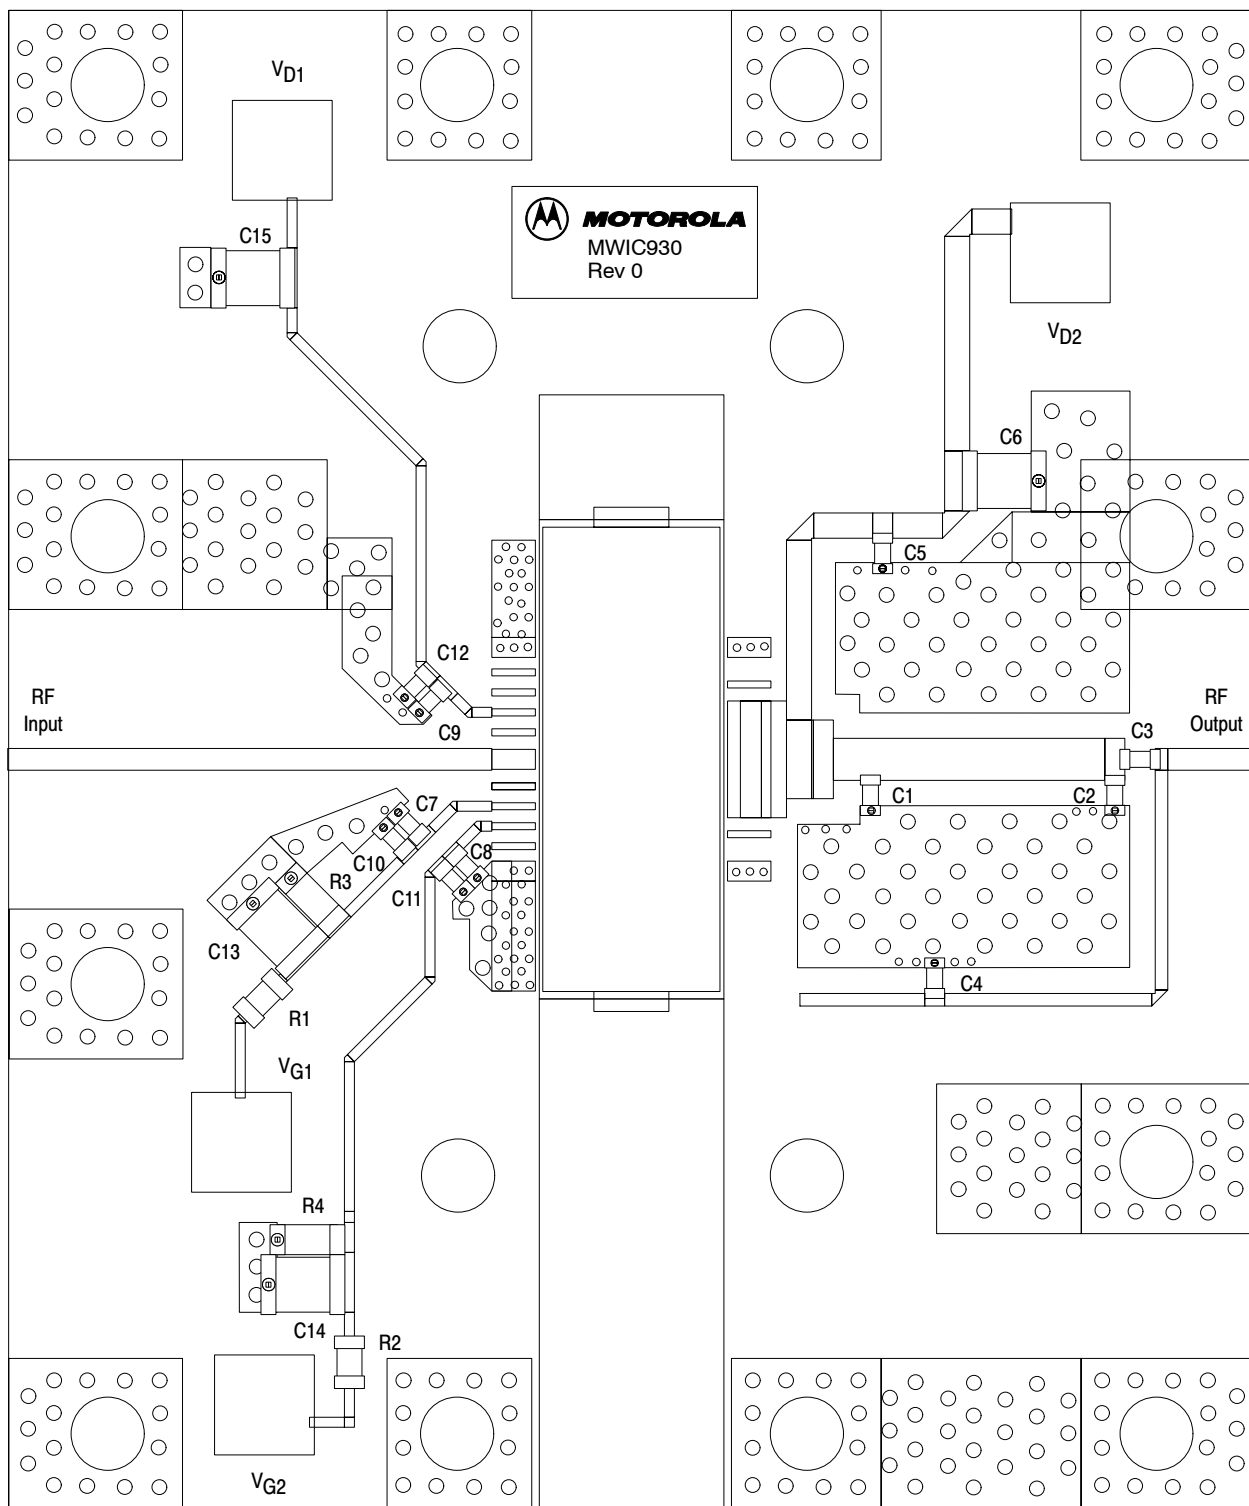 VD1
C15
MOTOROLA
MWIC930
Rev 0
VD2
C6
C5
C12
RF
Input
C9
RF
Output
C3
C7
C1
C2
C10
C8
R3
C11
C13
C4
R1
VG1
R4
C14
R2
VG2